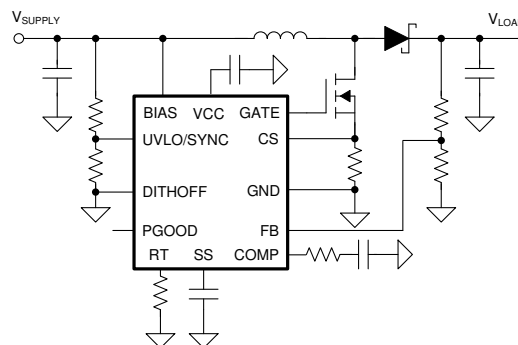 VSUPPLY
VLOA
BIAS VCC GATE
UVLO/SYNC CS
DITHOFF GND
PGOOD FB
RT SS COMP